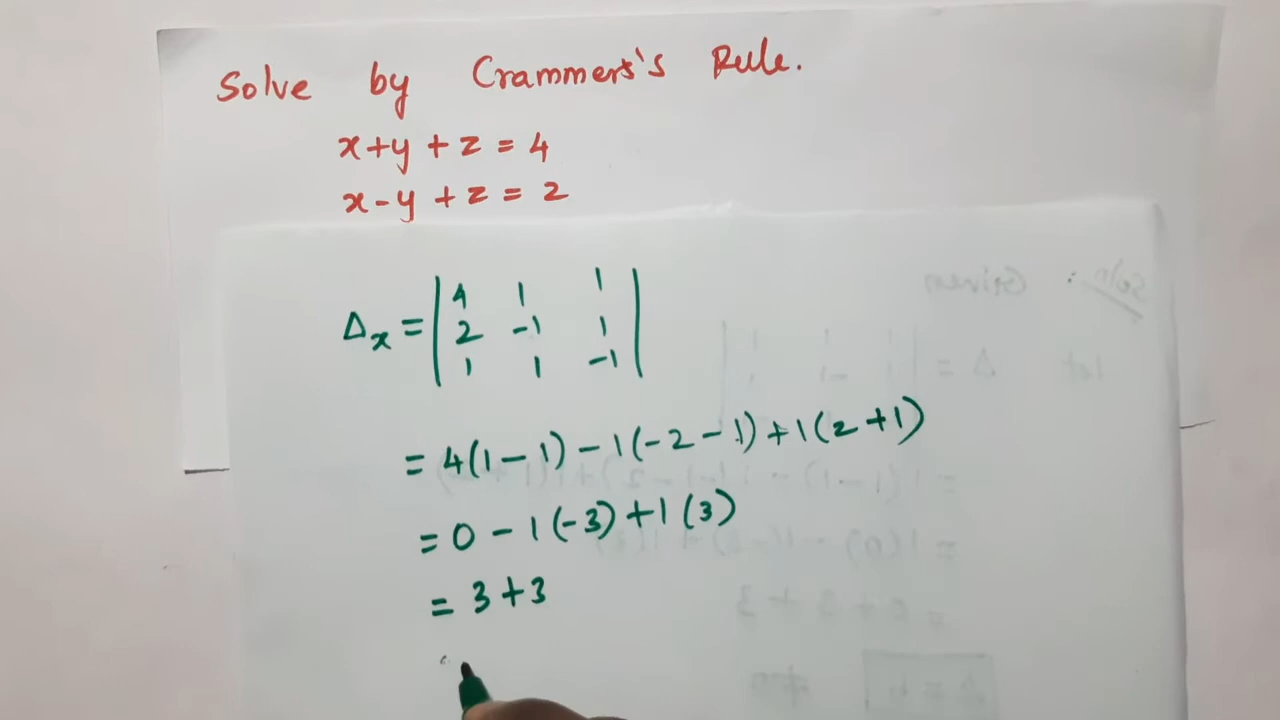 Solve by Crammers's Rule.
x+y+z=4
x-y+z=2
Δx = | 4 1 1 |
| 2 -1 1 |
| 1 1 -1 |
= 4(1-1)-1(-2-1)+1(2+1)
= 0-1(-3)+1(3)
= 3+3